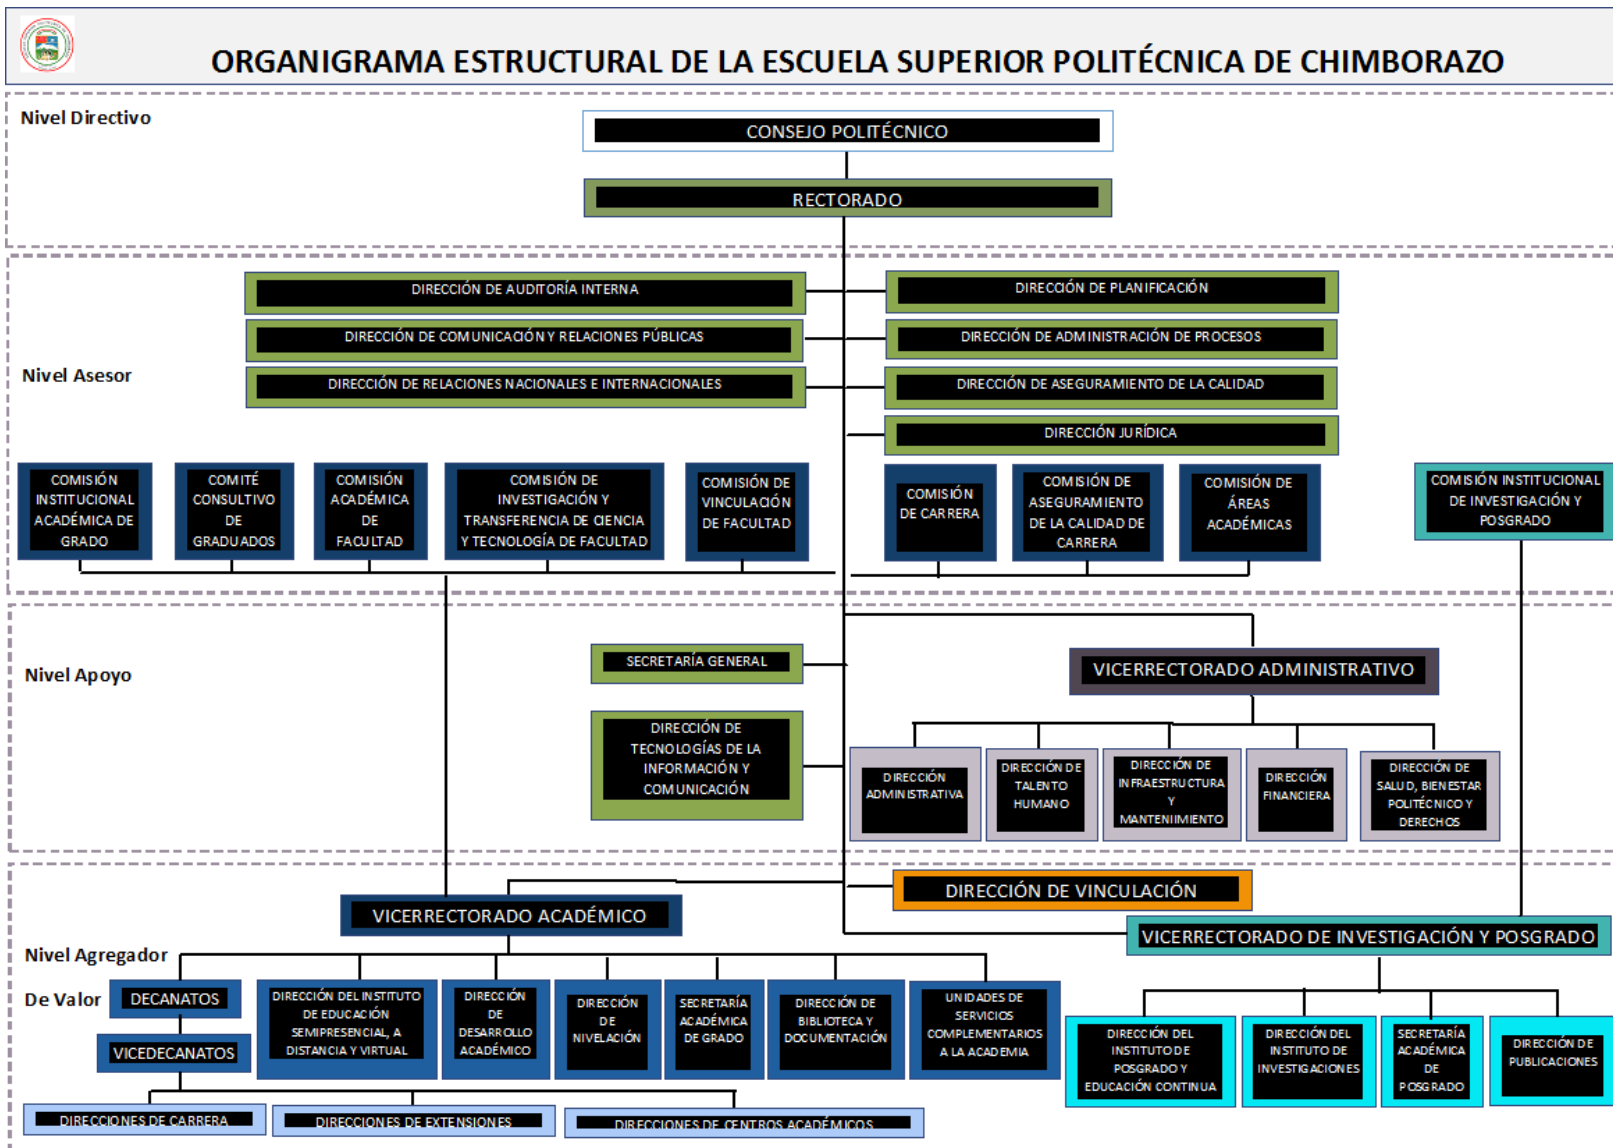 ORGANIGRAMA ESTRUCTURAL DE LA ESCUELA SUPERIOR POLITÉCNICA DE CHIMBORAZO
Nivel Directivo
CONSEJO POLITÉCNICO
RECTORADO
DIRECCIÓN DE AUDITORÍA INTERNA
DIRECCIÓN DE PLANIFICACIÓN
DIRECCIÓN DE COMUNICACIÓN Y RELACIONES PÚBLICAS
DIRECCIÓN DE ADMINISTRACIÓN DE PROCESOS
Nivel Asesor
DIRECCIÓN DE RELACIONES NACIONALES E INTERNACIONALES
DIRECCIÓN DE ASEGURAMIENTO DE LA CALIDAD
DIRECCIÓN JURÍDICA
COMISIÓN
INSTITUCIONAL
ACADÉMICA DE
GRADO
COMITÉ
CONSULTIVO
DE
GRADUADOS
COMISIÓN
ACADÉMICA
DE
FACULTAD
COMISIÓN DE
INVESTIGACIÓN Y
TRANSFERENCIA DE CIENCIA
Y TECNOLOGÍA DE FACULTAD
COMISIÓN DE
VINCULACIÓN
DE FACULTAD
COMISIÓN
DE CARRERA
COMISIÓN DE
ASEGURAMIENTO
DE LA CALIDAD DE
CARRERA
COMISIÓN DE
ÁREAS
ACADÉMICAS
COMISIÓN INSTITUCIONAL
DE INVESTIGACIÓN Y
POSGRADO
Nivel Apoyo
SECRETARÍA GENERAL
VICERRECTORADO ADMINISTRATIVO
DIRECCIÓN DE
TECNOLOGÍAS DE LA
INFORMACIÓN Y
COMUNICACIÓN
DIRECCIÓN
ADMINISTRATIVA
DIRECCIÓN DE
TALENTO
HUMANO
DIRECCIÓN DE
INFRAESTRUCTURA
Y
MANTENIIMIENTO
DIRECCIÓN
FINANCIERA
DIRECCIÓN DE
SALUD, BIENESTAR
POLITÉCNICO Y
DERECHOS
DIRECCIÓN DE VINCULACIÓN
VICERRECTORADO ACADÉMICO
VICERRECTORADO DE INVESTIGACIÓN Y POSGRADO
Nivel Agregador
De Valor
DECANATOS
VICEDECANATOS
DIRECCIÓN DEL INSTITUTO
DE EDUCACIÓN
SEMIPRESENCIAL, A
DISTANCIA Y VIRTUAL
DIRECCIÓN
DE
DESARROLLO
ACADÉMICO
DIRECCIÓN
DE
NIVELACIÓN
SECRETARÍA
ACADÉMICA
DE GRADO
DIRECCIÓN DE
BIBLIOTECA Y
DOCUMENTACIÓN
UNIDADES DE
SERVICIOS
COMPLEMENTARIOS
A LA ACADEMIA
DIRECCIÓN DEL
INSTITUTO DE
POSGRADO Y
EDUCACIÓN CONTINUA
DIRECCIÓN DEL
INSTITUTO DE
INVESTIGACIONES
SECRETARÍA
ACADÉMICA
DE
POSGRADO
DIRECCIÓN DE
PUBLICACIONES
DIRECCIONES DE CARRERA
DIRECCIONES DE EXTENSIONES
DIRECCIONES DE CENTROS ACADÉMICOS